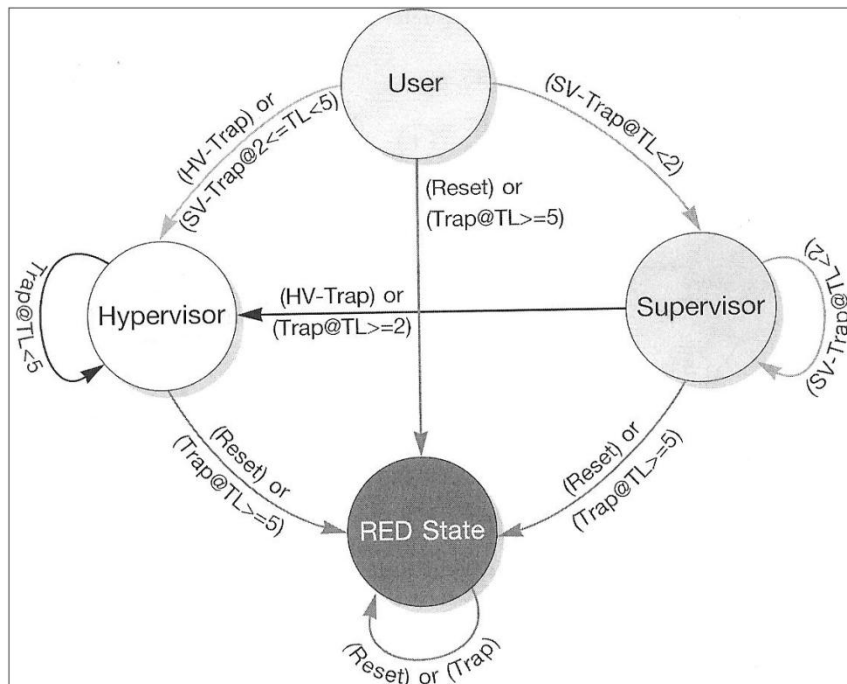 User
(HV-Trap) or
(SV-Trap@2<=TL<5)
(SV-Trap@TL<2)
(Reset) or
(Trap@TL>=5)
Trap@TL<5
Hypervisor
(HV-Trap) or
(Trap@TL>=2)
Supervisor
(SV-Trap@TL<2)
(Reset) or
(Trap@TL>=5)
(Reset) or
(Trap@TL>=5)
RED State
(Reset) or (Trap)